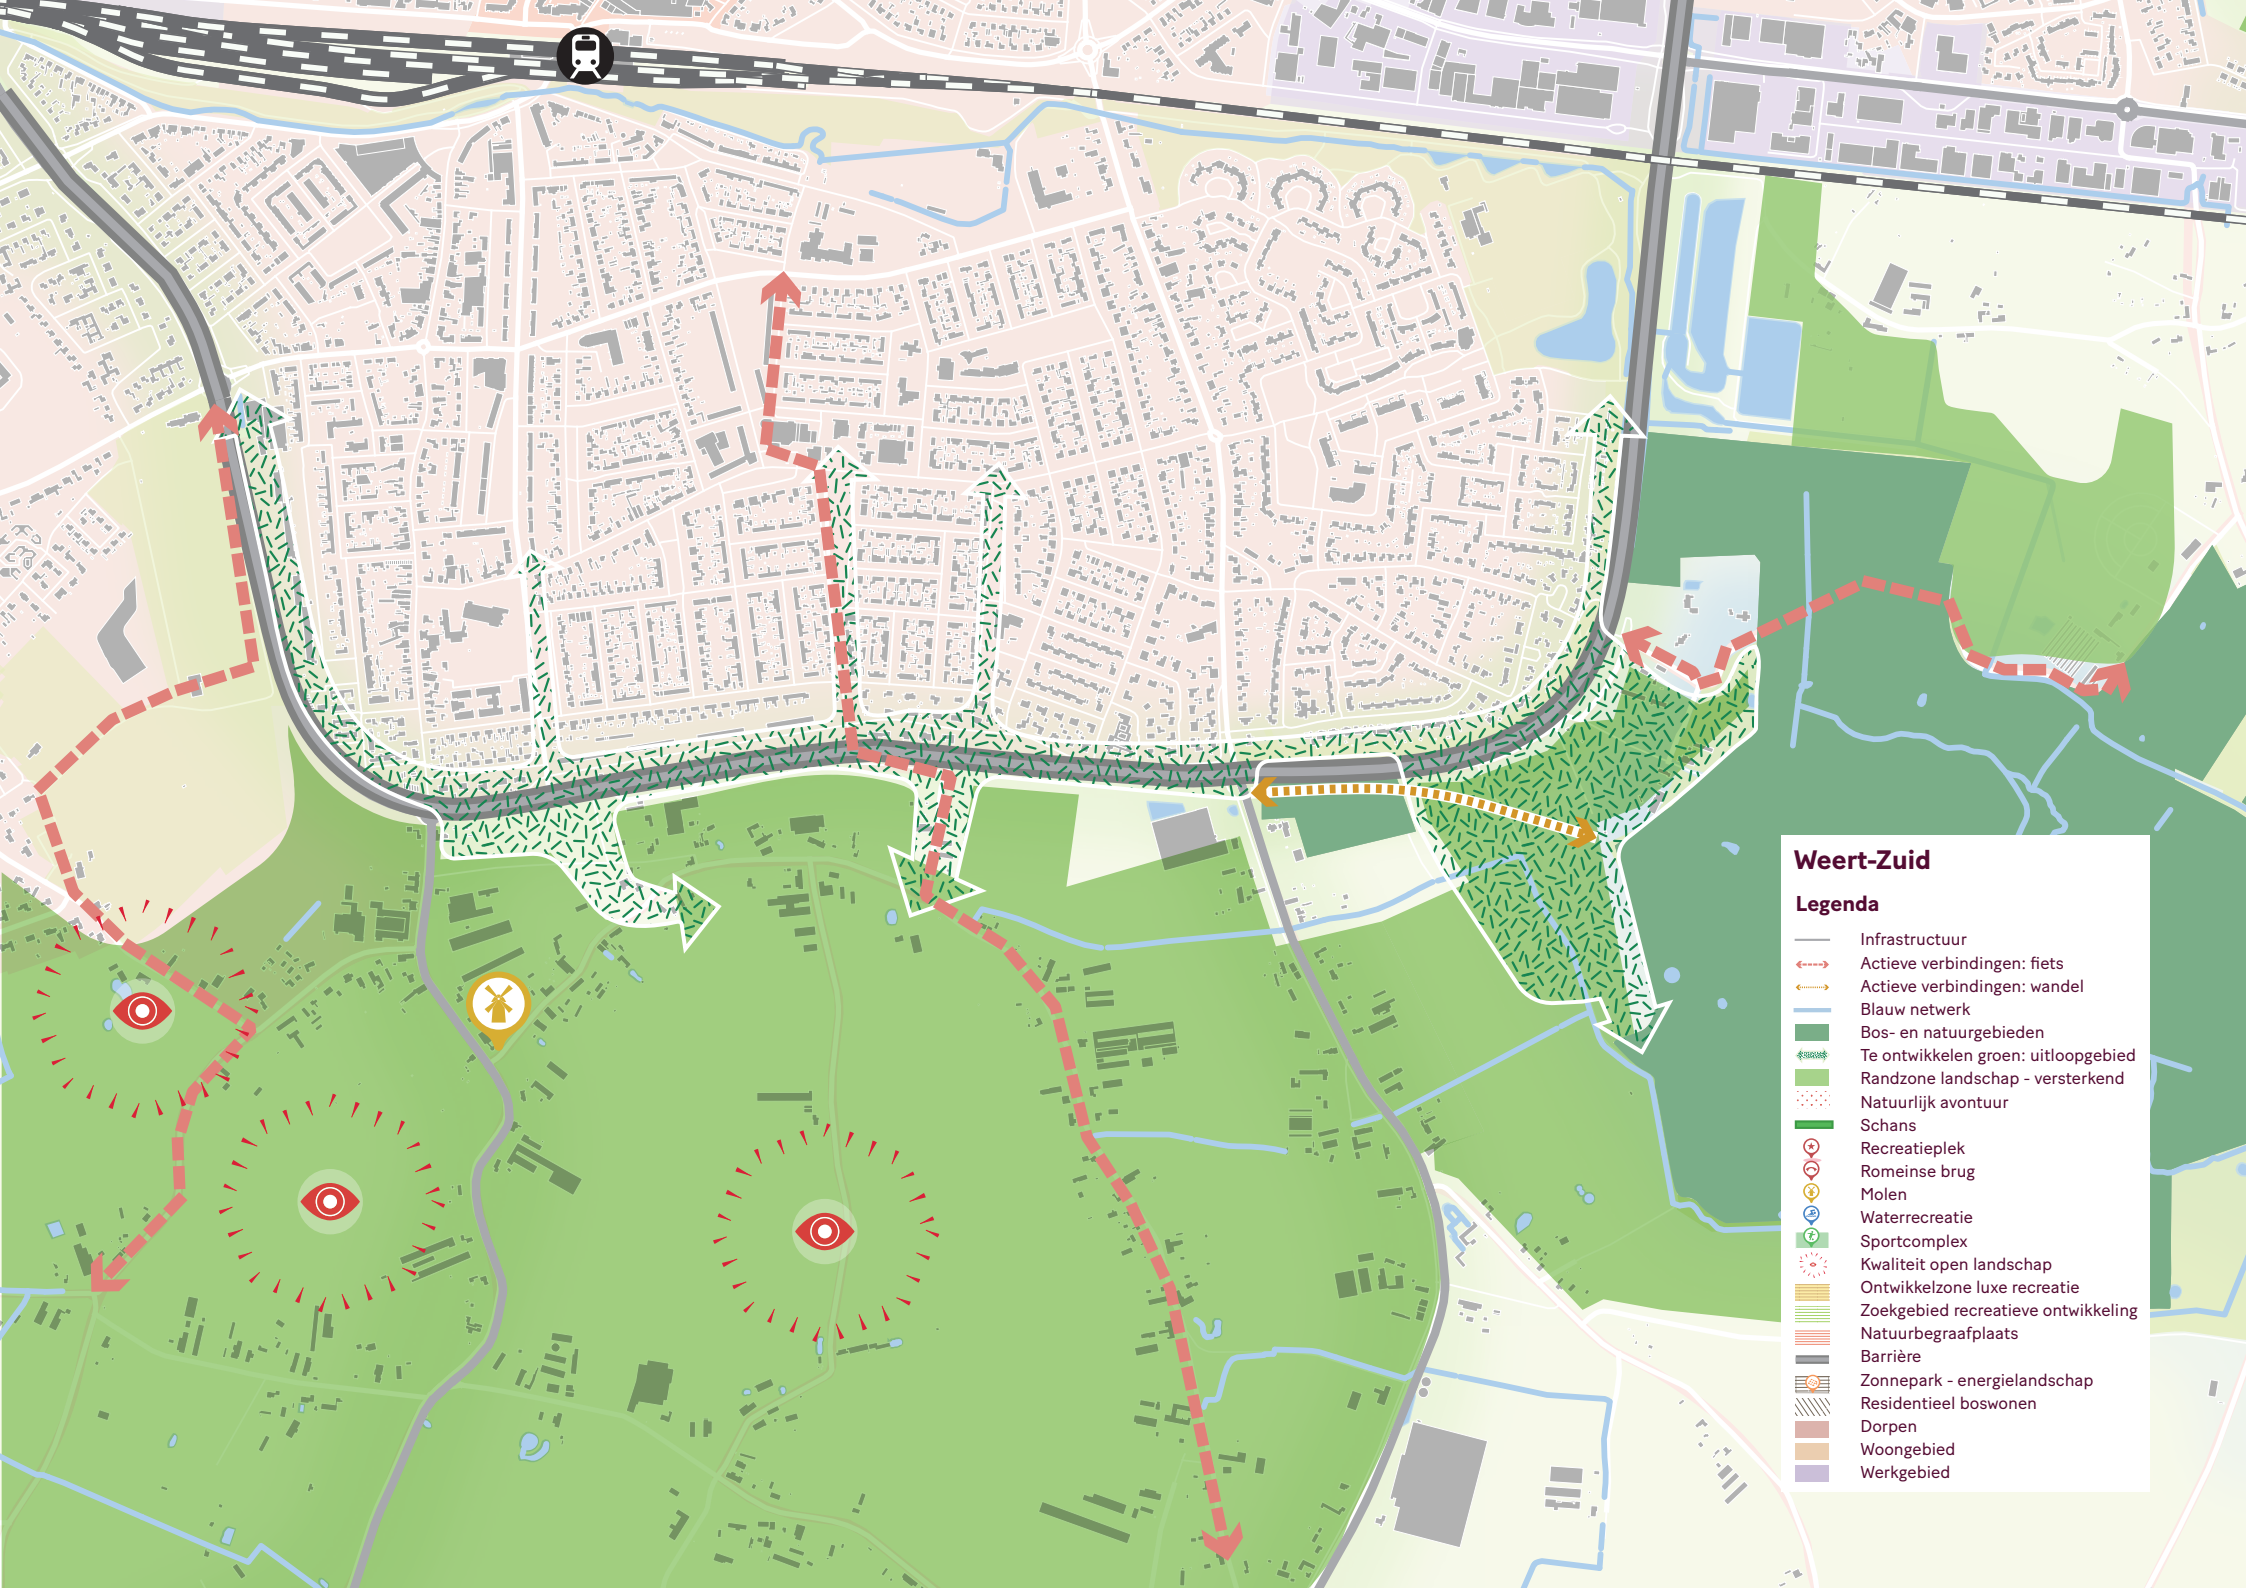 Weert-Zuid
Legenda
Infrastructuur
Actieve verbindingen: fiets
Actieve verbindingen: wandel
Blauw netwerk
Bos- en natuurgebieden
Te ontwikkelen groen: uitloopgebied
Randzone landschap - versterkend
Natuurlijk avontuur
Schans
Recreatieplek
Romeinse brug
Molen
Waterrecreatie
Sportcomplex
Kwaliteit open landschap
Ontwikkelzone luxe recreatie
Zoekgebied recreatieve ontwikkeling
Natuurbegraafplaats
Barrière
Zonnepark - energielandschap
Residentieel boswonen
Dorpen
Woongebied
Werkgebied